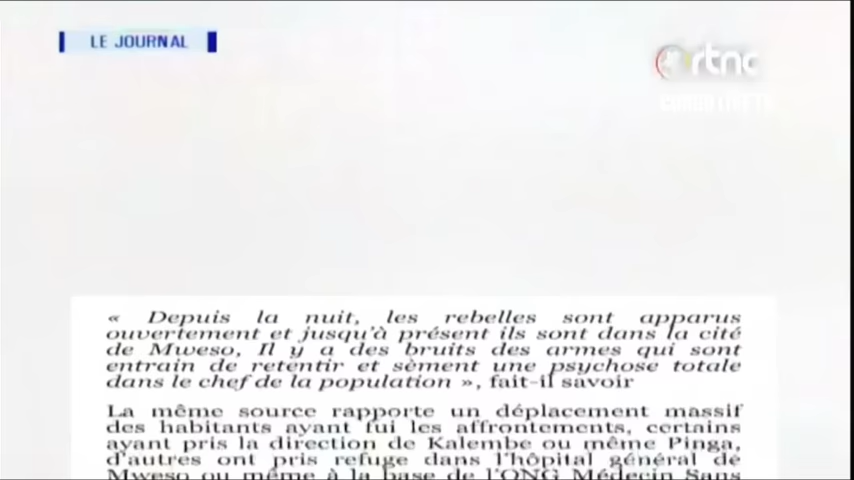 LE JOURNAL
rtnc
CONGO LIVE TV
« Depuis la nuit, les rebelles sont apparus
ouvertement et jusqu'à présent ils sont dans la cité
de Mweso, Il y a des bruits des armes qui sont
entrain de retentir et sèment une psychose totale
dans le chef de la population », fait-il savoir
La même source rapporte un déplacement massif
des habitants ayant fui les affrontements, certains
ayant pris la direction de Kalembe ou même Pinga,
d'autres ont pris refuge dans l'hôpital général de
Mweso ou même à la base de l'ONG Médecin Sans